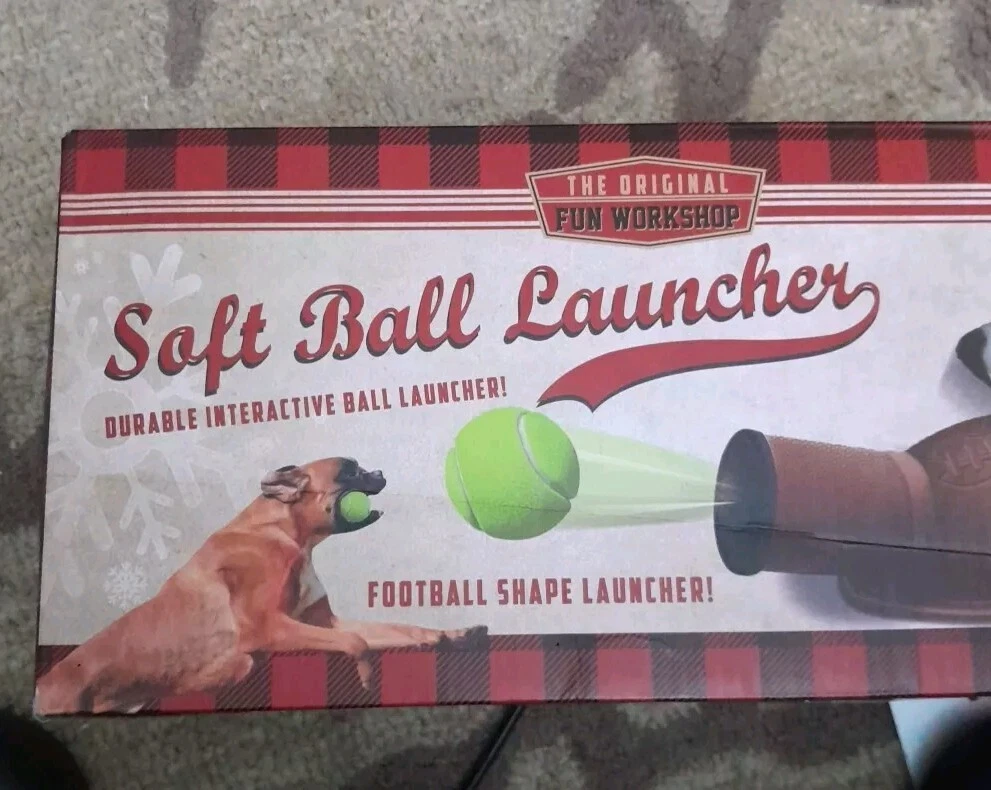 THE ORIGINAL
FUN WORKSHOP
Soft Ball Launcher
DURABLE INTERACTIVE BALL LAUNCHER!
FOOTBALL SHAPE LAUNCHER!